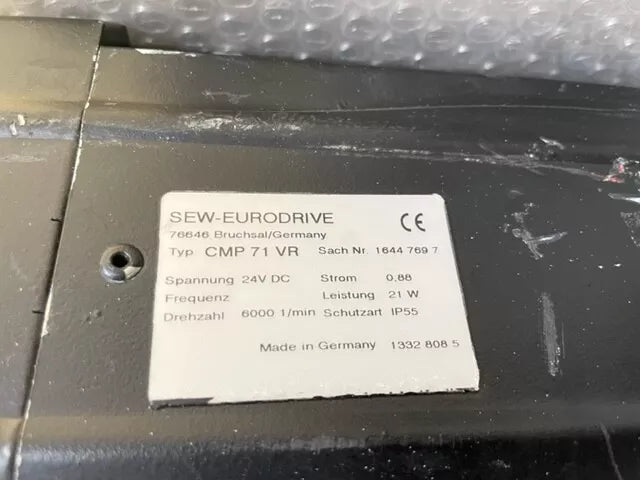 SEW-EURODRIVE CE
76646 Bruchsal/Germany
Typ CMP 71 VR Sach Nr. 1644 769 7
Spannung 24V DC Strom 0,88
Frequenz Leistung 21 W
Drehzahl 6000 1/min Schutzart IP55
Made in Germany 1332 808 5